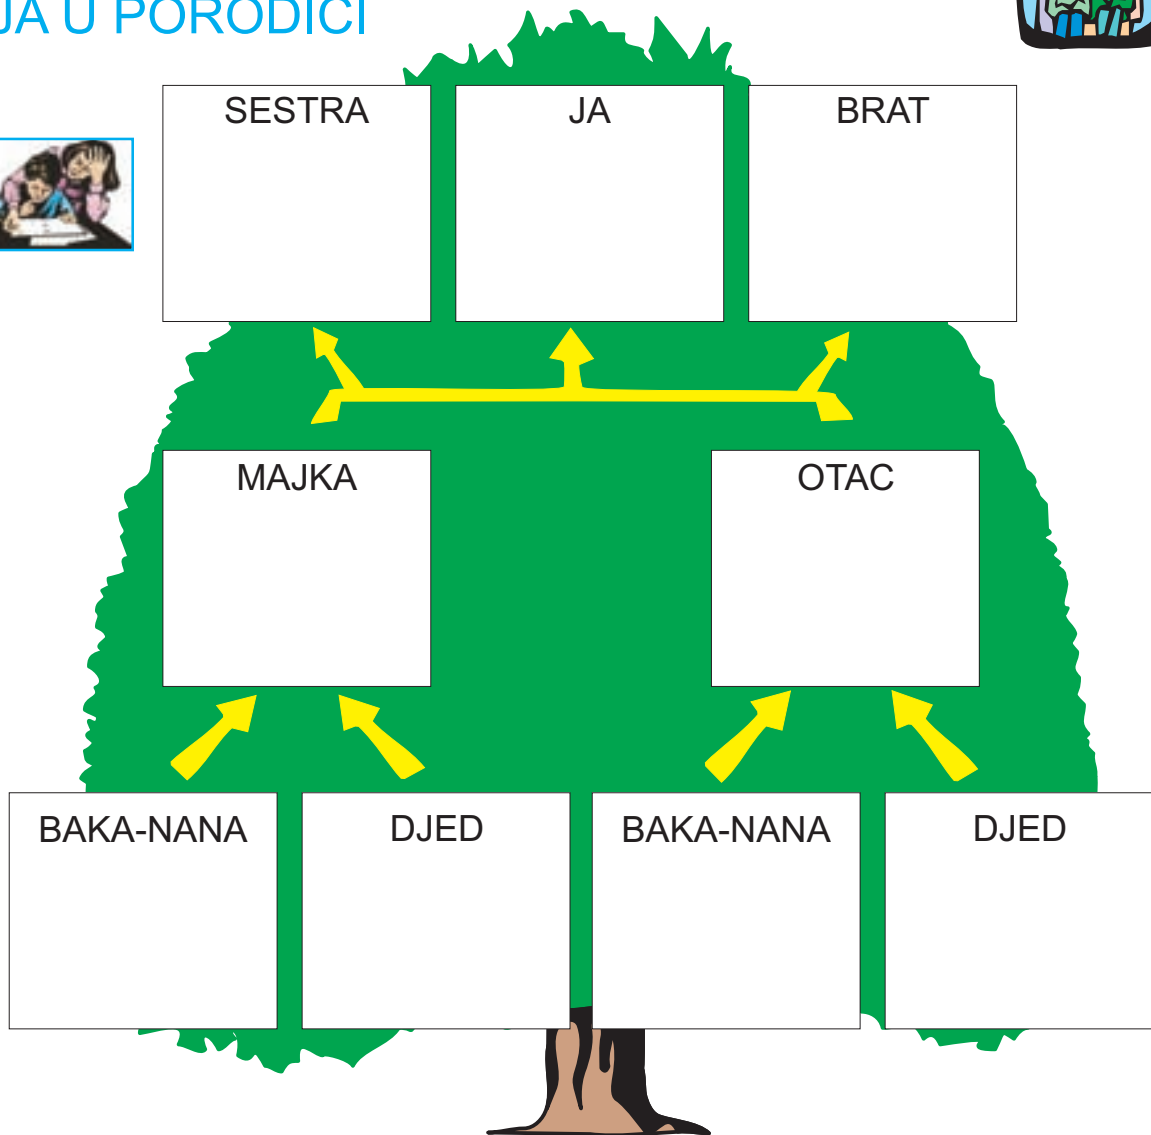 JA U PORODICI
SESTRA
JA
BRAT
MAJKA
OTAC
BAKA-NANA
DJED
BAKA-NANA
DJED